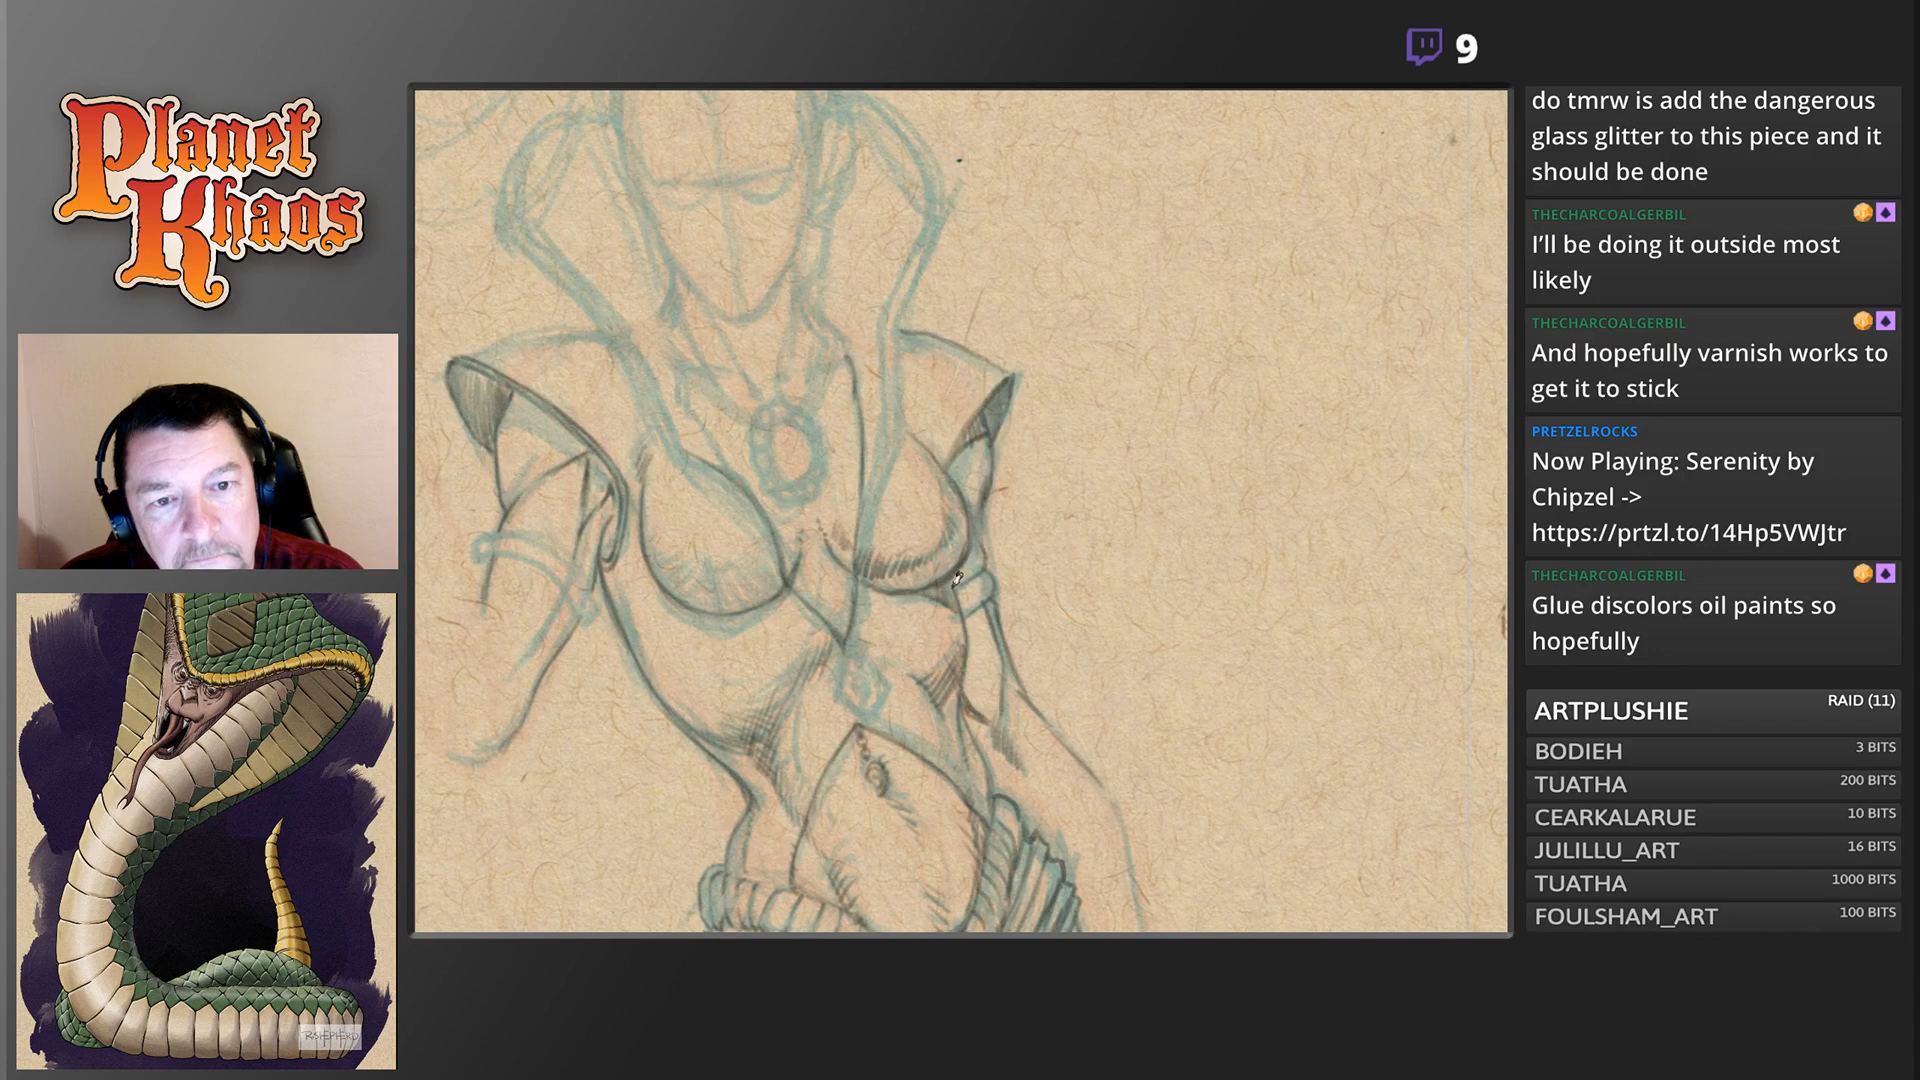 9
Planet
Khaos
do tmrw is add the dangerous
glass glitter to this piece and it
should be done
THECHARCOALGERBIL
I'll be doing it outside most
likely
THECHARCOALGERBIL
And hopefully varnish works to
get it to stick
PRETZELROCKS
Now Playing: Serenity by
Chipzel ->
https://prtzl.to/14Hp5VWJtr
THECHARCOALGERBIL
Glue discolors oil paints so
hopefully
ARTPLUSHIE RAID (11)
BODIEH 3 BITS
TUATHA 200 BITS
CEARKALARUE 10 BITS
JULILLU_ART 16 BITS
TUATHA 1000 BITS
FOULSHAM_ART 100 BITS
R.SHEPHERD